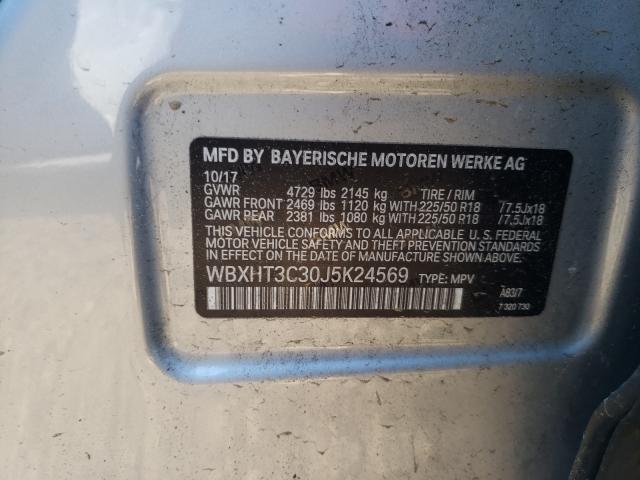 MFD BY BAYERISCHE MOTOREN WERKE AG
10/17
GVWR 4729 lbs 2145 kg TIRE / RIM
GAWR FRONT 2469 lbs 1120 kg WITH 225/50 R18 /7.5Jx18
GAWR REAR 2381 lbs 1080 kg WITH 225/50 R18 /7.5Jx18
THIS VEHICLE CONFORMS TO ALL APPLICABLE U. S. FEDERAL
MOTOR VEHICLE SAFETY, BUMPER, AND THEFT PREVENTION
STANDARDS IN EFFECT ON THE DATE OF MANUFACTURE
SHOWN ABOVE.
WBXHT3C30J5K24569 TYPE: MPV
A83/7
7 320 730